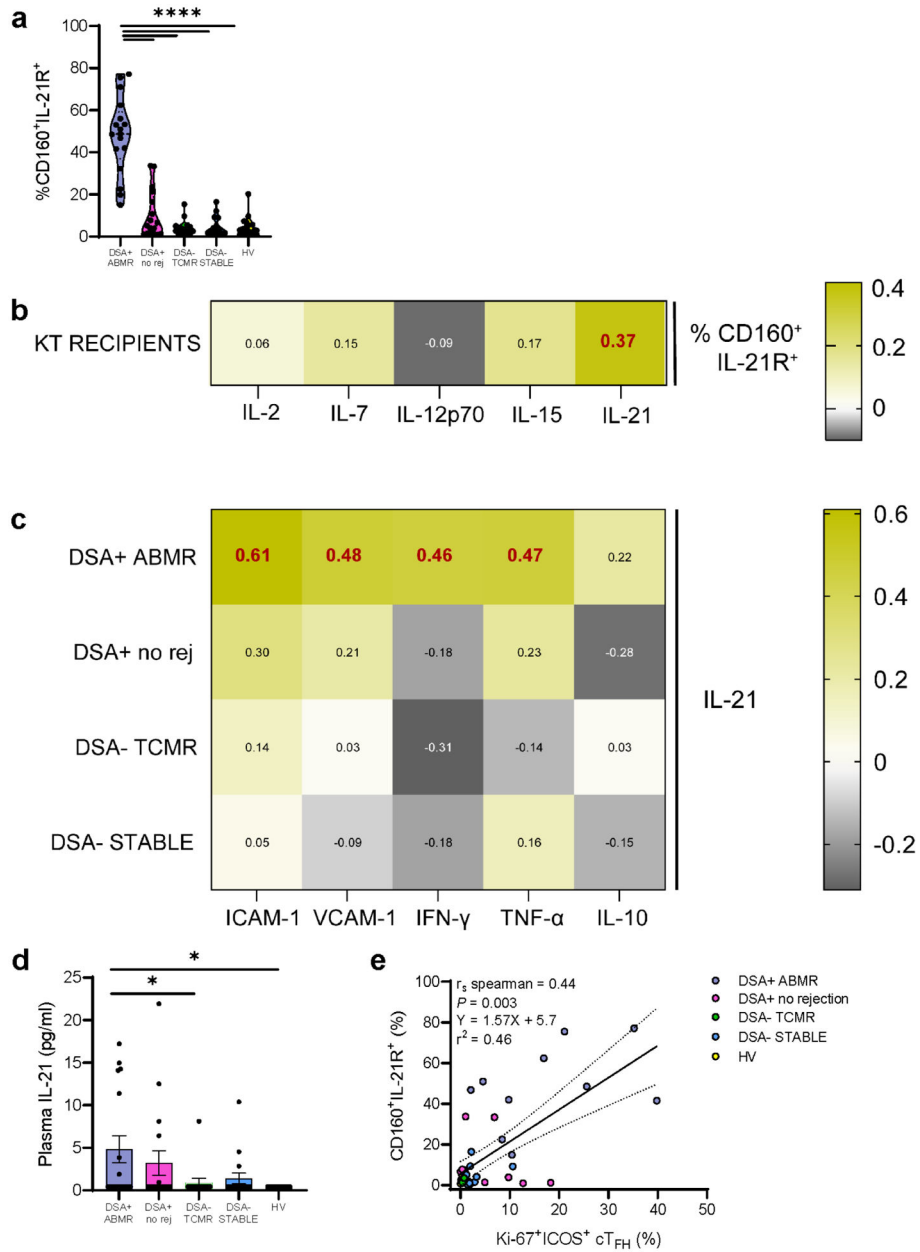 a
****
100
80
60
40
20
0
%CD160+IL-21R+
DSA+ ABMR
DSA+ no rej
DSA- TCMR
DSA- STABLE
HV
b
KT RECIPIENTS
0.06 0.15 -0.09 0.17 0.37
IL-2 IL-7 IL-12p70 IL-15 IL-21
% CD160+
IL-21R+
0.4
0.2
0
c
DSA+ ABMR 0.61 0.48 0.46 0.47 0.22
DSA+ no rej 0.30 0.21 -0.18 0.23 -0.28
DSA- TCMR 0.14 0.03 -0.31 -0.14 0.03
DSA- STABLE 0.05 -0.09 -0.18 0.16 -0.15
ICAM-1 VCAM-1 IFN-γ TNF-α IL-10
IL-21
0.6
0.4
0.2
0
-0.2
d
*
*
25
20
15
10
5
0
Plasma IL-21 (pg/ml)
DSA+ ABMR
DSA+ no rej
DSA- TCMR
DSA- STABLE
HV
e
rs spearman = 0.44
P = 0.003
Y = 1.57X + 5.7
r2 = 0.46
100
80
60
40
20
0
CD160+IL-21R+ (%)
0 10 20 30 40 50
Ki-67+ICOS+ cTFH (%)
DSA+ ABMR
DSA+ no rejection
DSA- TCMR
DSA- STABLE
HV